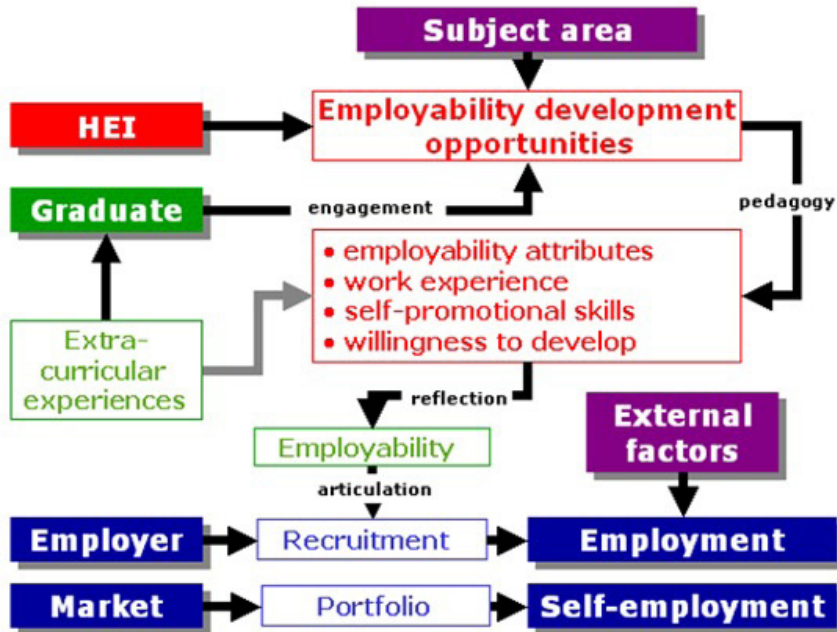 Subject area
HEI
Employability development
opportunities
Graduate
engagement
pedagogy
• employability attributes
• work experience
• self-promotional skills
• willingness to develop
Extra-
curricular
experiences
reflection
External
factors
Employability
articulation
Employer
Recruitment
Employment
Market
Portfolio
Self-employment